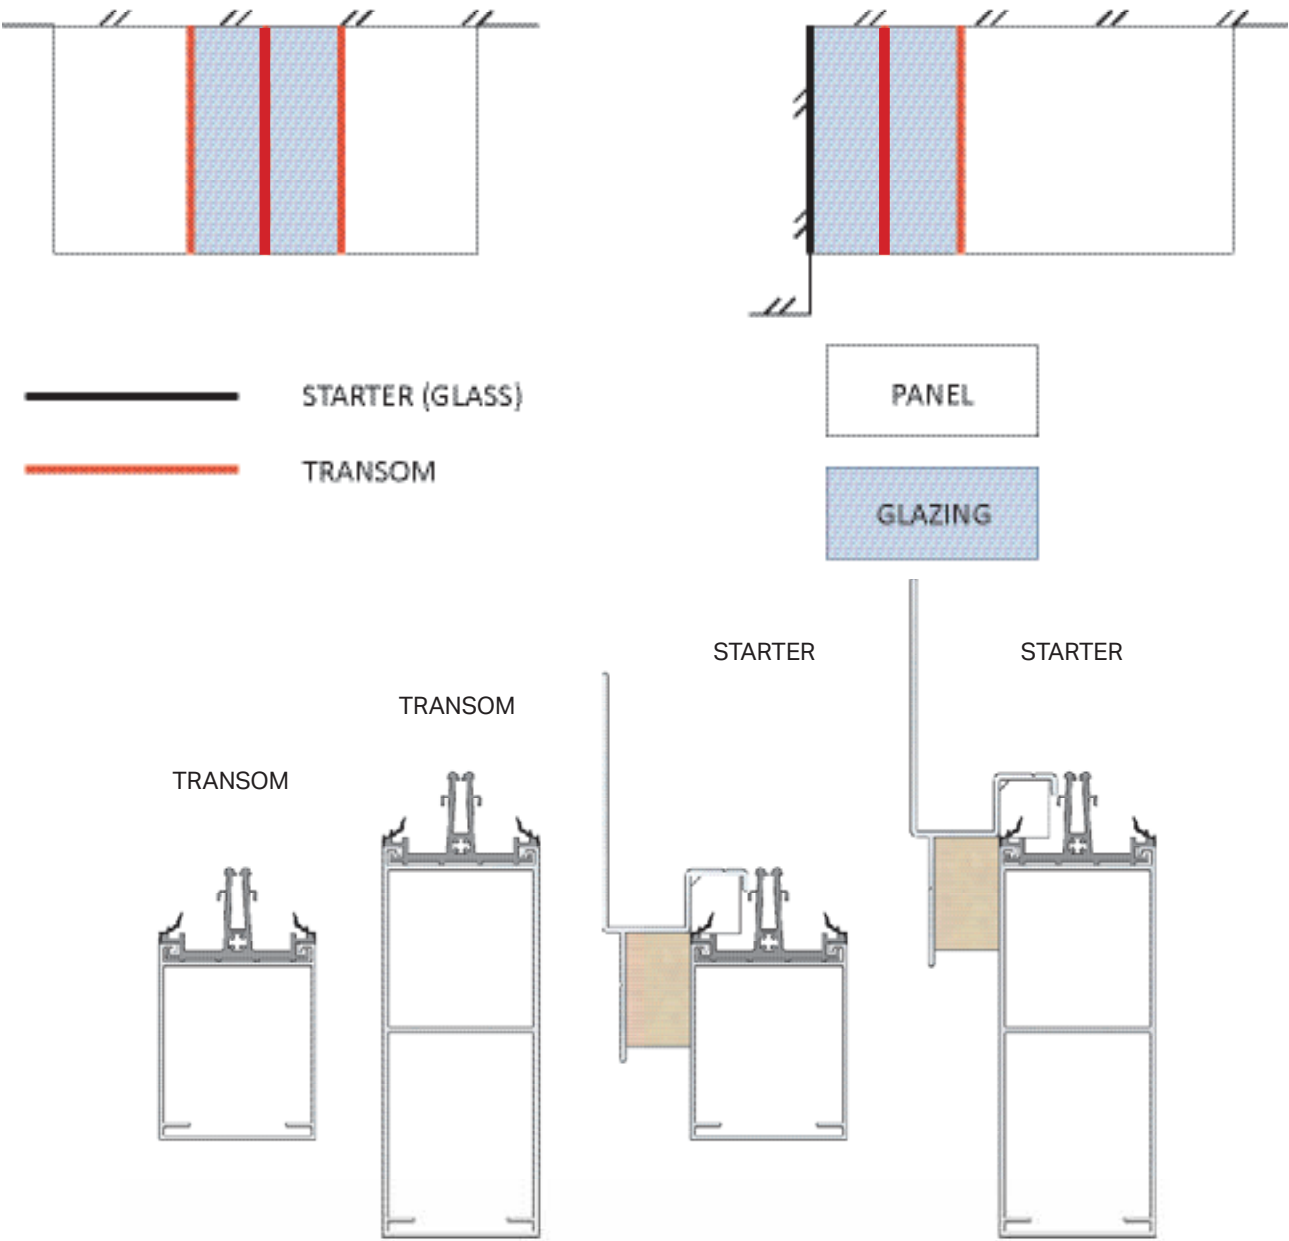 STARTER (GLASS)
PANEL
TRANSOM
GLAZING
STARTER
STARTER
TRANSOM
TRANSOM